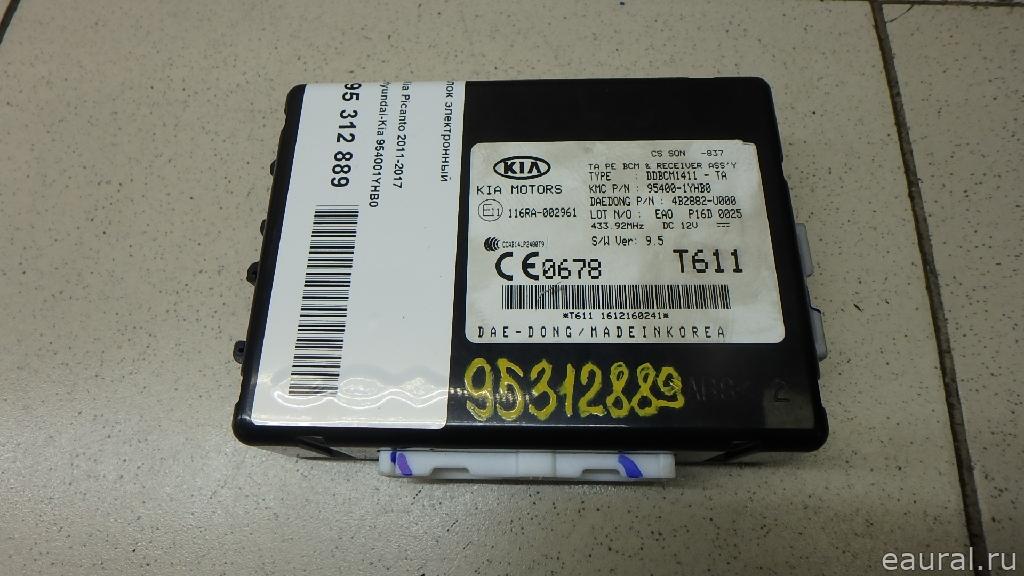 лок электронный
ia Picanto 2011-2017
yundai-Kia 954001YHB0
95 312 889
CS SON -837
KIA
KIA MOTORS
TA PE BCM & RECEIVER ASS'Y
TYPE : DDBCM1411 - TA
KMC P/N : 95400-1YHB0
DAEDONG P/N : 4B2882-U000
LOT N/O : EAO P16D 0025
433.92MHz DC 12V
S/W Ver: 9.5
E11 116RA-002961
CE0678
T611
*T611 1612160241*
DAE-DONG/MADEINKOREA
95312889
eaural.ru